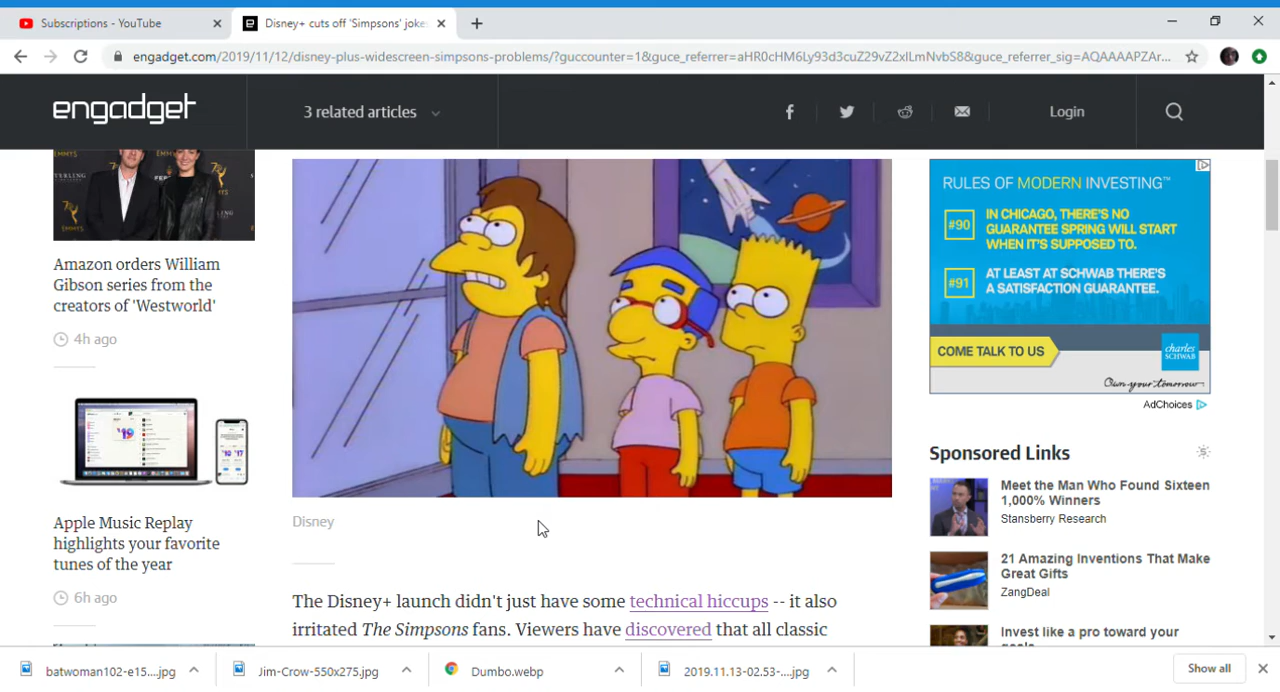 Subscriptions - YouTube
Disney+ cuts off 'Simpsons' joke
engadget.com/2019/11/12/disney-plus-widescreen-simpsons-problems/?guccounter=1&guce_referrer=aHR0cHM6Ly93d3cuZ29vZ2xlLmNvbS8&guce_referrer_sig=AQAAAPZAr...
engadget
3 related articles
Login
EMMYS
EMMYS
Amazon orders William
Gibson series from the
creators of 'Westworld'
4h ago
Apple Music Replay
highlights your favorite
tunes of the year
6h ago
Disney
The Disney+ launch didn't just have some technical hiccups -- it also
irritated The Simpsons fans. Viewers have discovered that all classic
RULES OF MODERN INVESTING™
#90
IN CHICAGO, THERE'S NO
GUARANTEE SPRING WILL START
WHEN IT'S SUPPOSED TO.
#91
AT LEAST AT SCHWAB THERE'S
A SATISFACTION GUARANTEE.
COME TALK TO US
charles
SCHWAB
Own your tomorrow
AdChoices
Sponsored Links
Meet the Man Who Found Sixteen
1,000% Winners
Stansberry Research
21 Amazing Inventions That Make
Great Gifts
ZangDeal
Invest like a pro toward your
goals
batwoman102-e15....jpg
Jim-Crow-550x275.jpg
Dumbo.webp
2019.11.13-02.53-....jpg
Show all